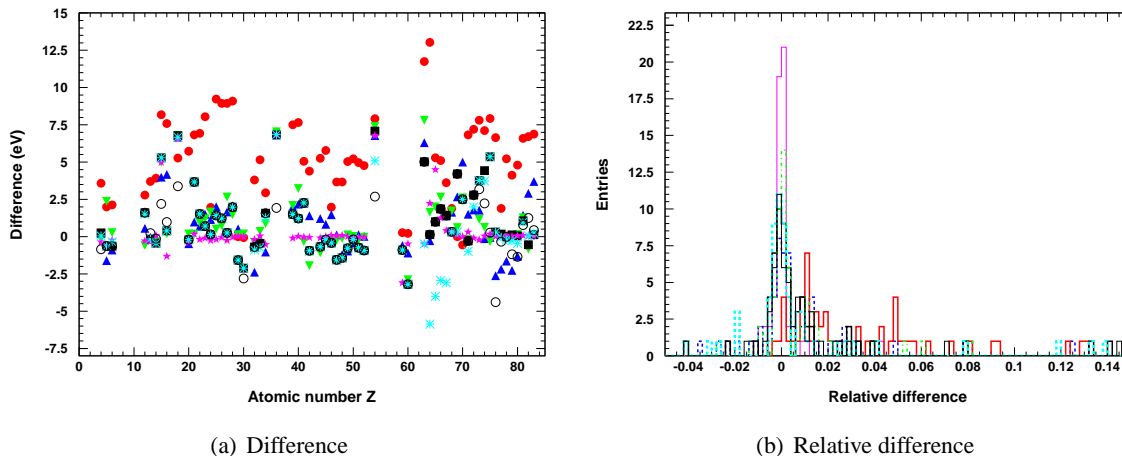 Difference (eV)
15
12.5
10
7.5
5
2.5
0
-2.5
-5
-7.5
0 10 20 30 40 50 60 70 80
Atomic number Z
Entries
22.5
20
17.5
15
12.5
10
7.5
5
2.5
0
-0.04 -0.02 0 0.02 0.04 0.06 0.08 0.1 0.12 0.14
Relative difference
(a) Difference
(b) Relative difference